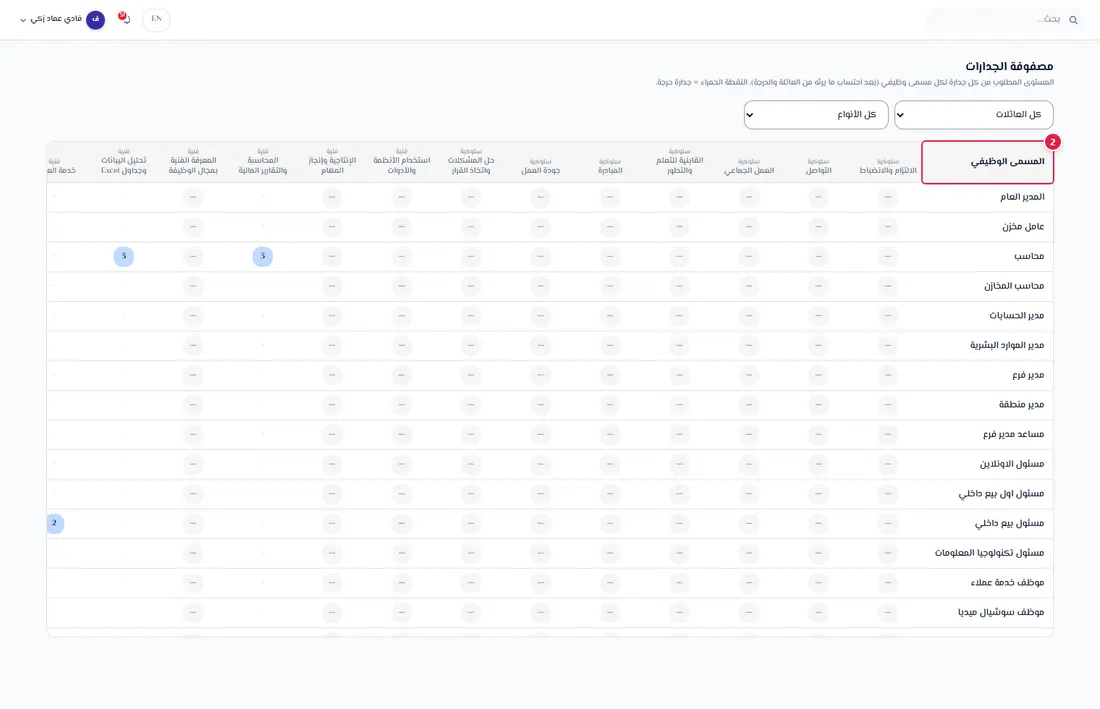 بحث...
EN
51
ف
فادي عماد زكي
مصفوفة الجدارات
المستوى المطلوب من كل جدارة لكل مسمى وظيفي (بعد احتساب ما يرثه من العائلة والدرجة). النقطة الحمراء = جدارة حرجة.
كل العائلات
كل الأنواع
2
المسمى الوظيفي
سلوكية
الالتزام والانضباط
سلوكية
التواصل
سلوكية
العمل الجماعي
سلوكية
القابلية للتعلم
والتطور
سلوكية
المبادرة
سلوكية
جودة العمل
سلوكية
حل المشكلات
واتخاذ القرار
فنية
استخدام الأنظمة
والأدوات
فنية
الإنتاجية وإنجاز
المهام
فنية
المحاسبة
والتقارير المالية
فنية
المعرفة الفنية
بمجال الوظيفة
فنية
تحليل البيانات
وجداول Excel
فنية
خدمة الع
المدير العام — — — — — — — — — —
عامل مخزن — — — — — — — — — —
محاسب — — — — — — — — — 3 — 3
محاسب المخازن — — — — — — — — — —
مدير الحسابات — — — — — — — — — —
مدير الموارد البشرية — — — — — — — — — —
مدير فرع — — — — — — — — — —
مدير منطقة — — — — — — — — — —
مساعد مدير فرع — — — — — — — — — —
مسئول الاونلاين — — — — — — — — — —
مسئول اول بيع داخلي — — — — — — — — — —
مسئول بيع داخلي — — — — — — — — — — 2
مسئول تكنولوجيا المعلومات — — — — — — — — — —
موظف خدمة عملاء — — — — — — — — — —
موظف سوشيال ميديا — — — — — — — — — —